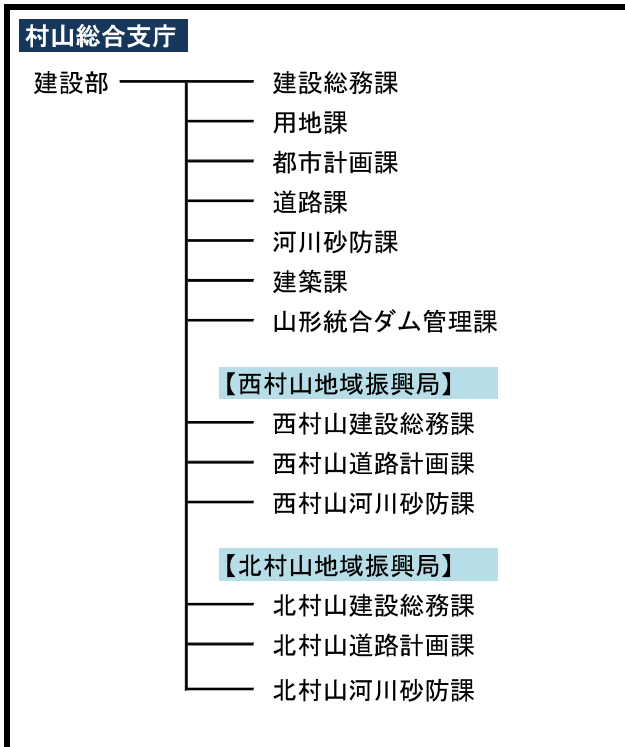 村山総合支庁
建設部 建設総務課
用地課
都市計画課
道路課
河川砂防課
建築課
山形統合ダム管理課
【西村山地域振興局】
西村山建設総務課
西村山道路計画課
西村山河川砂防課
【北村山地域振興局】
北村山建設総務課
北村山道路計画課
北村山河川砂防課